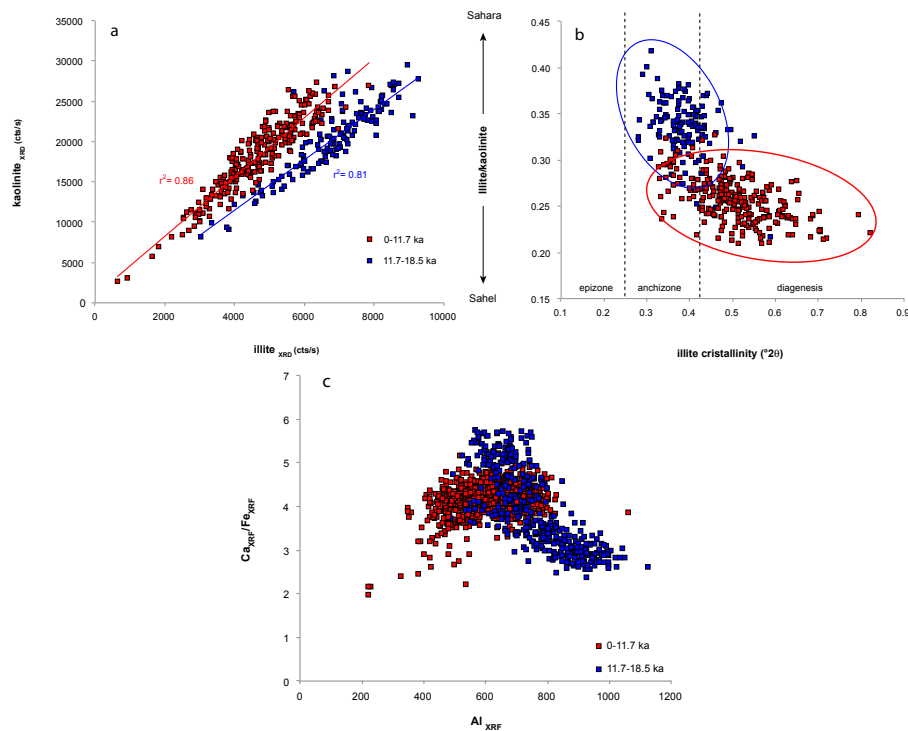 a
kaolinite XRD (cts/s)
35000
30000
25000
20000
15000
10000
5000
0
r²= 0.86
r²= 0.81
0-11.7 ka
11.7-18.5 ka
0 2000 4000 6000 8000 10000
illite XRD (cts/s)
Sahara
illite/kaolinite
Sahel
b
0.45
0.40
0.35
0.30
0.25
0.20
0.15
epizone anchizone diagenesis
0.1 0.2 0.3 0.4 0.5 0.6 0.7 0.8 0.9
illite cristallinity (°2θ)
c
CaXRF/FeXRF
7
6
5
4
3
2
1
0
0-11.7 ka
11.7-18.5 ka
0 200 400 600 800 1000 1200
Al XRF